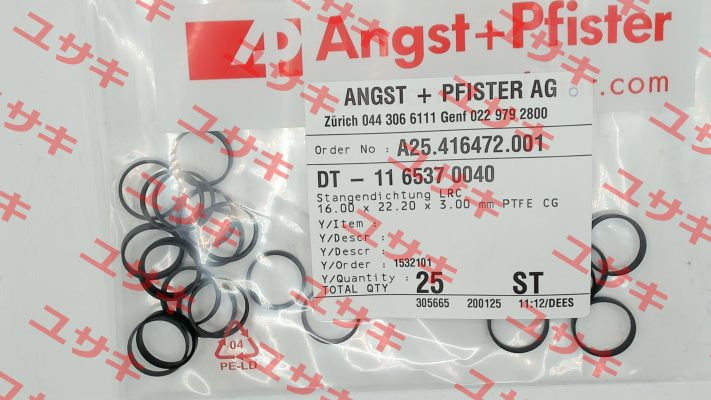 Angst+Pfister
.com
ANGST + PFISTER AG
Zürich 044 306 6111 Genf 022 979 2800
Order No : A25.416472.001
DT - 11 6537 0040
Stangendichtung LRC
16.00 x 22.20 x 3.00 mm PTFE CG
Y/Item :
Y/Descr :
Y/Descr :
Y/Order : 1532101
Y/Quantity :
TOTAL QTY 25 ST
305665 200125 11:12/DEES
04
PE-LD
ユサキ